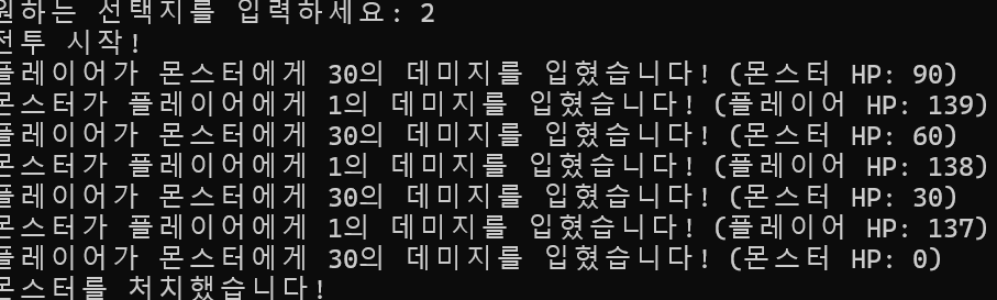 원하는 선택지를 입력하세요: 2
전투 시작!
플레이어가 몬스터에게 30의 데미지를 입혔습니다! (몬스터 HP: 90)
몬스터가 플레이어에게 1의 데미지를 입혔습니다! (플레이어 HP: 139)
플레이어가 몬스터에게 30의 데미지를 입혔습니다! (몬스터 HP: 60)
몬스터가 플레이어에게 1의 데미지를 입혔습니다! (플레이어 HP: 138)
플레이어가 몬스터에게 30의 데미지를 입혔습니다! (몬스터 HP: 30)
몬스터가 플레이어에게 1의 데미지를 입혔습니다! (플레이어 HP: 137)
플레이어가 몬스터에게 30의 데미지를 입혔습니다! (몬스터 HP: 0)
몬스터를 처치했습니다!